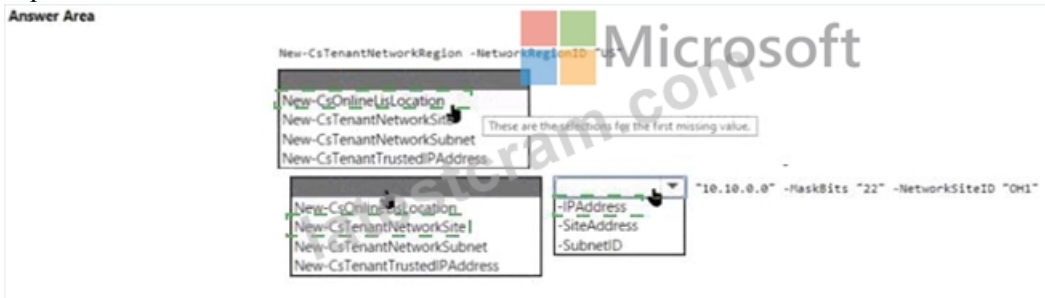 Answer Area
Microsoft
New-CsTenantNetworkRegion -NetworkRegionID "US"
New-CsOnlineLisLocation
New-CsTenantNetworkSite
New-CsTenantNetworkSubnet
New-CsTenantTrustedIPAddress
These are the selections for the first missing value.
"10.10.0.0" -MaskBits "22" -NetworkSiteID "OH1"
New-CsOnlineLisLocation
New-CsTenantNetworkSite
New-CsTenantNetworkSubnet
New-CsTenantTrustedIPAddress
-IPAddress
-SiteAddress
-SubnetID
latestcram.com